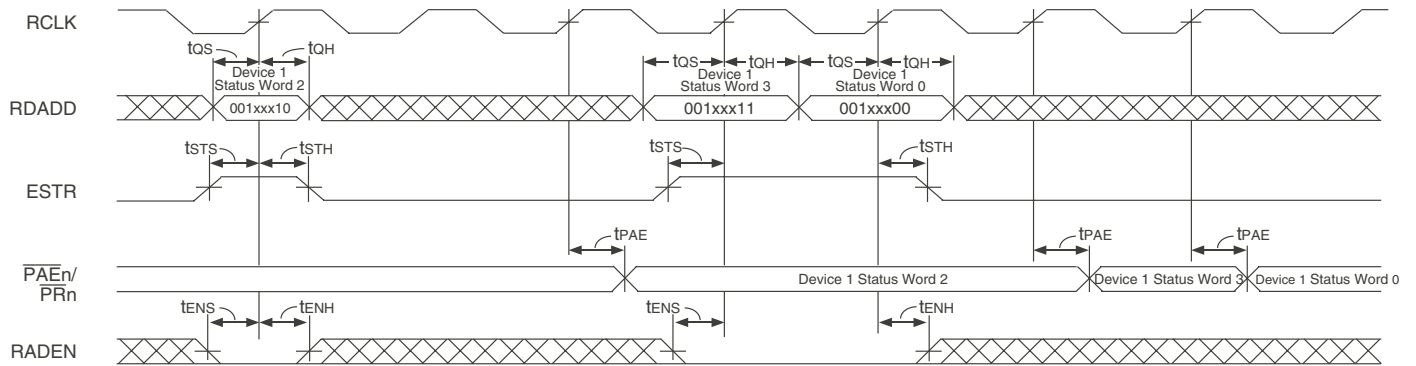 RCLK
tQS tQH tQS tQH tQS tQH
Device 1
Status Word 2
Device 1
Status Word 3
Device 1
Status Word 0
RDADD
001xxx10 001xxx11 001xxx00
tSTS tSTH tSTS tSTH
ESTR
tPAE tPAE tPAE
PAEn/
PRn
Device 1 Status Word 2 Device 1 Status Word 3 Device 1 Status Word 0
tENS tENH tENS tENH
RADEN